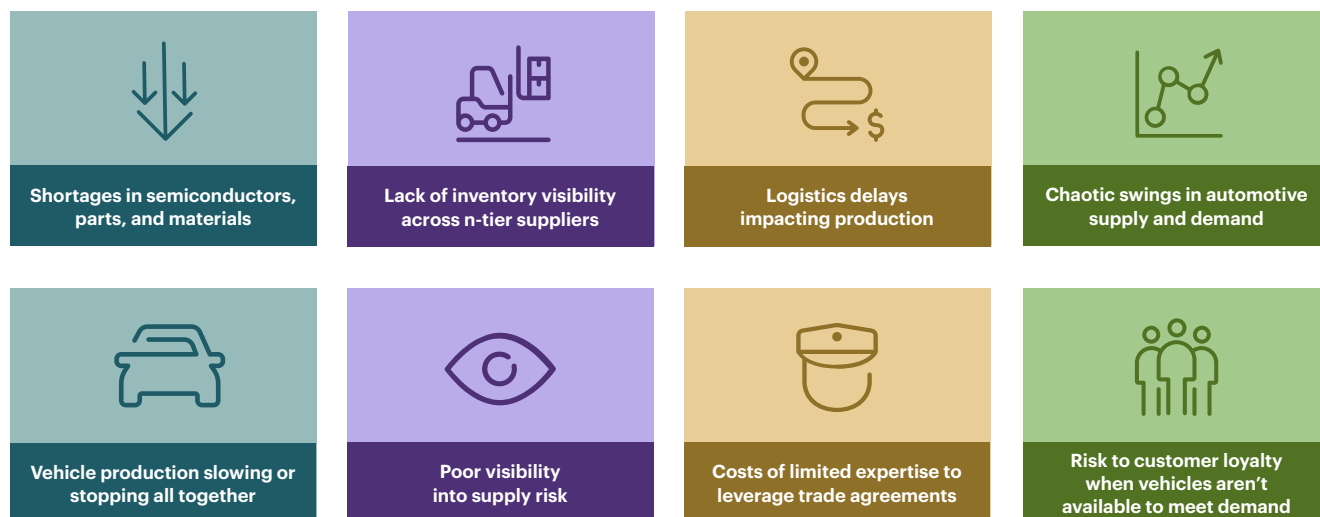 Shortages in semiconductors,
parts, and materials
Lack of inventory visibility
across n-tier suppliers
Logistics delays
impacting production
Chaotic swings in automotive
supply and demand
Vehicle production slowing or
stopping all together
Poor visibility
into supply risk
Costs of limited expertise to
leverage trade agreements
Risk to customer loyalty
when vehicles aren't
available to meet demand